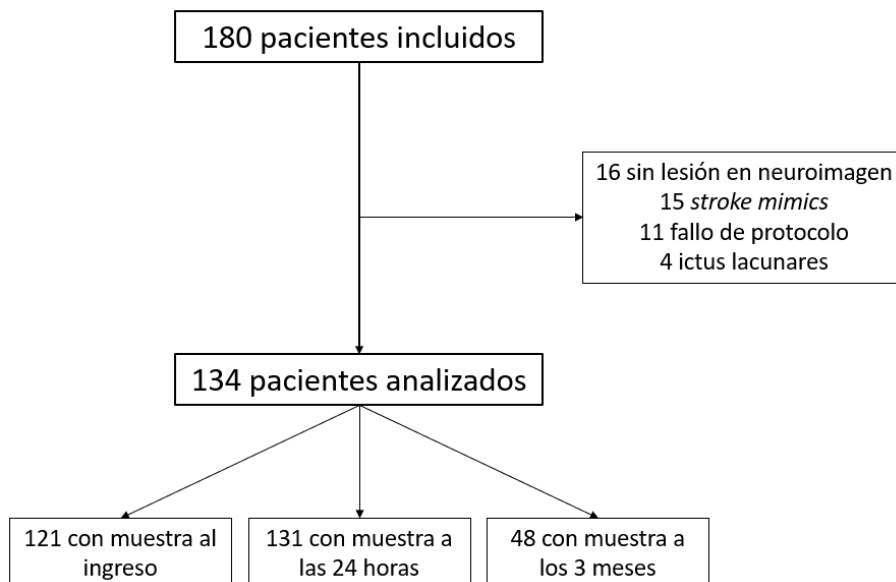 180 pacientes incluidos
16 sin lesión en neuroimagen
15 stroke mimics
11 fallo de protocolo
4 ictus lacunares
134 pacientes analizados
121 con muestra al
ingreso
131 con muestra a
las 24 horas
48 con muestra a
los 3 meses